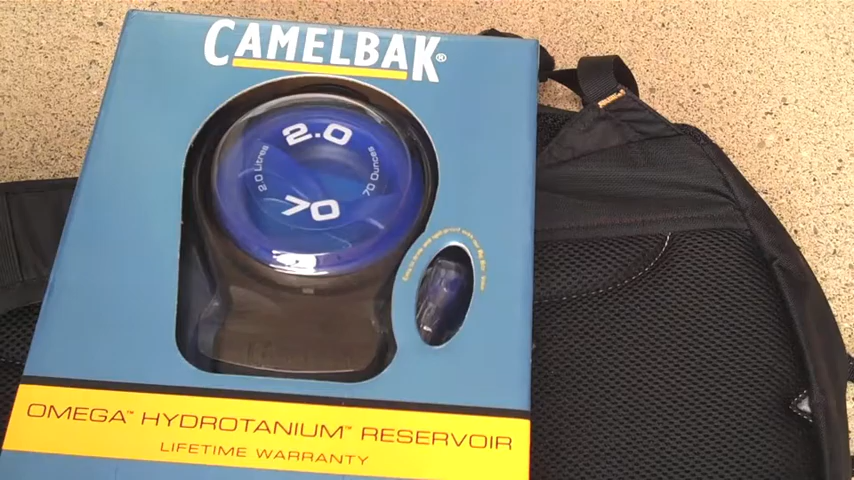 CAMELBAK®
2.0
2.0 Litres
70 Ounces
70
OMEGA™ HYDROTANIUM™ RESERVOIR
LIFETIME WARRANTY